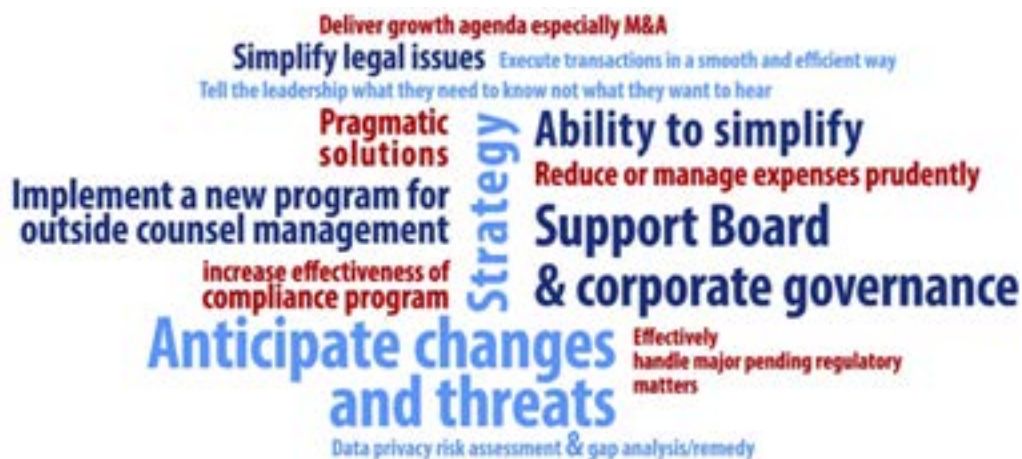 Deliver growth agenda especially M&A
Simplify legal issues Execute transactions in a smooth and efficient way
Tell the leadership what they need to know not what they want to hear
Pragmatic
solutions
Implement a new program for
outside counsel management
increase effectiveness of
compliance program
Strategy
Ability to simplify
Reduce or manage expenses prudently
Support Board
& corporate governance
Anticipate changes
and threats
Effectively
handle major pending regulatory
matters
Data privacy risk assessment & gap analysis/remedy